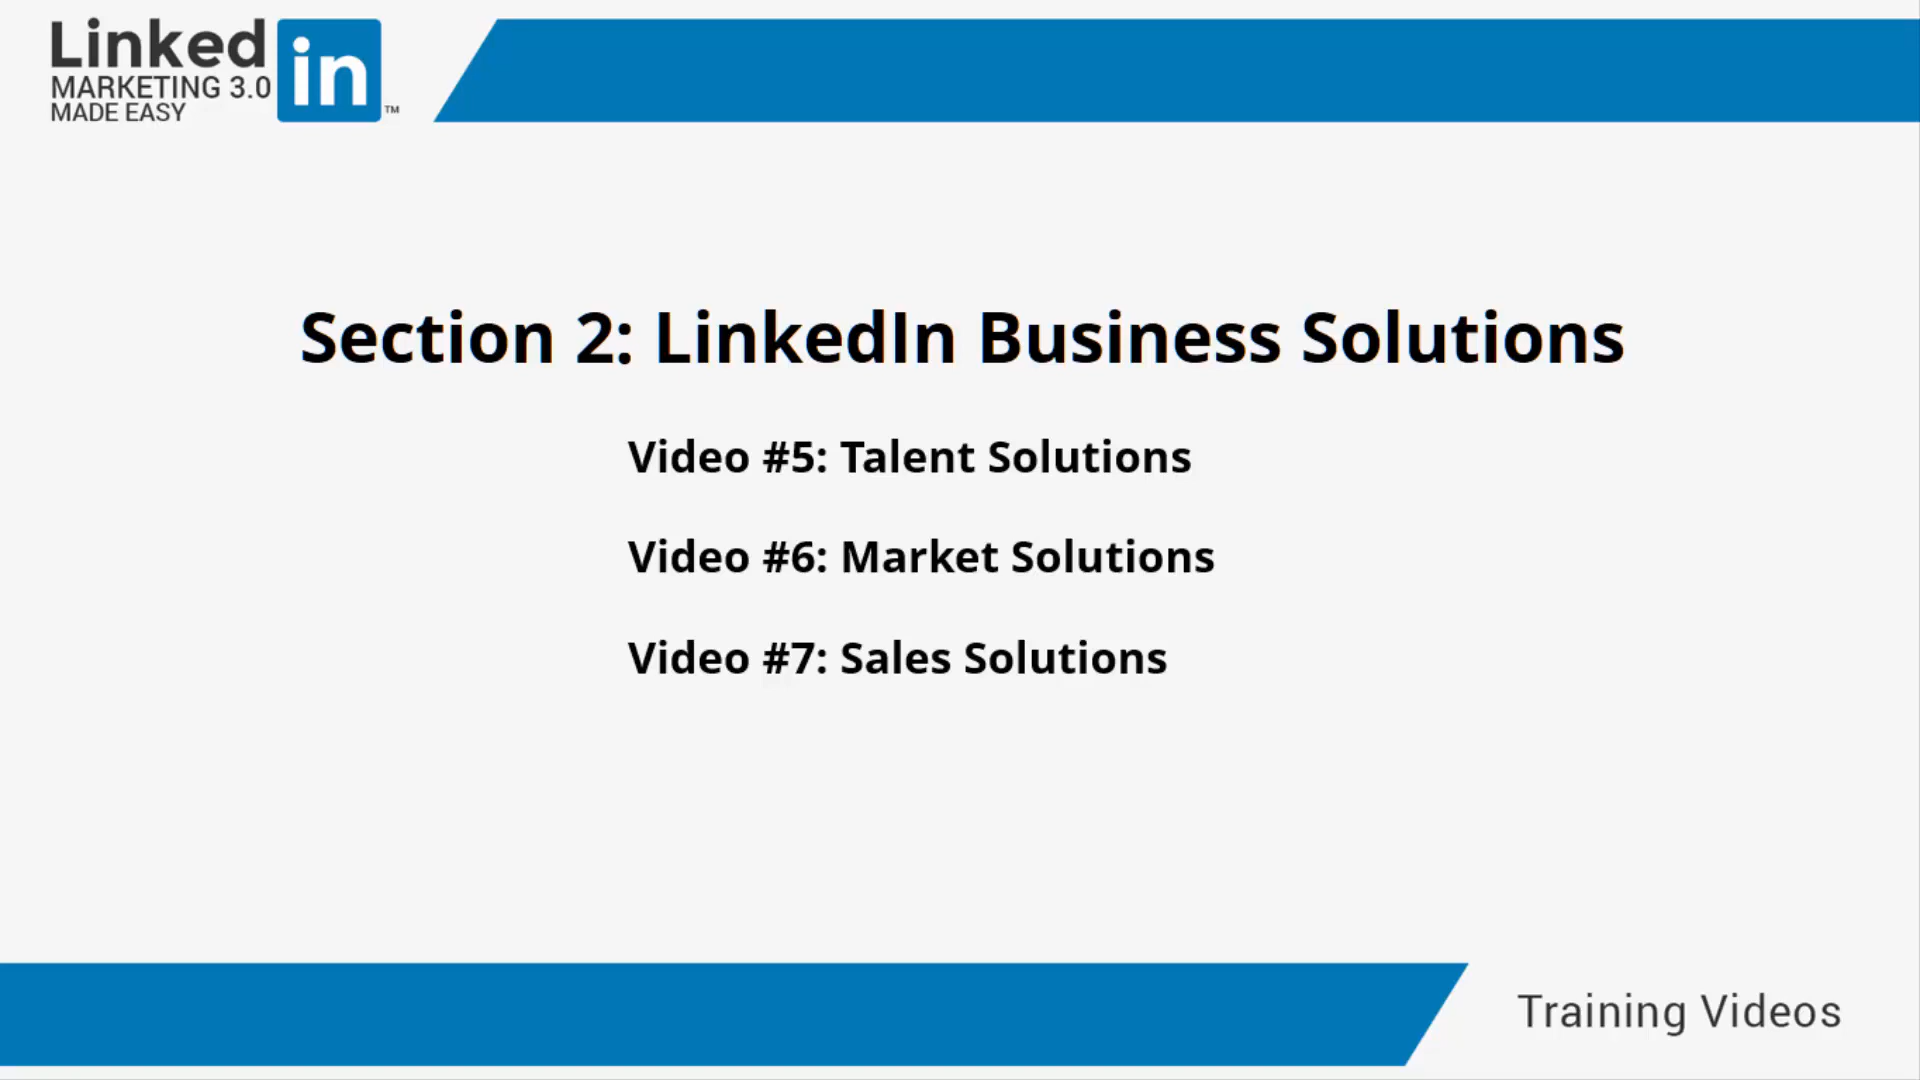 Linked in
MARKETING 3.0
MADE EASY
TM
Section 2: LinkedIn Business Solutions
Video #5: Talent Solutions
Video #6: Market Solutions
Video #7: Sales Solutions
Training Videos